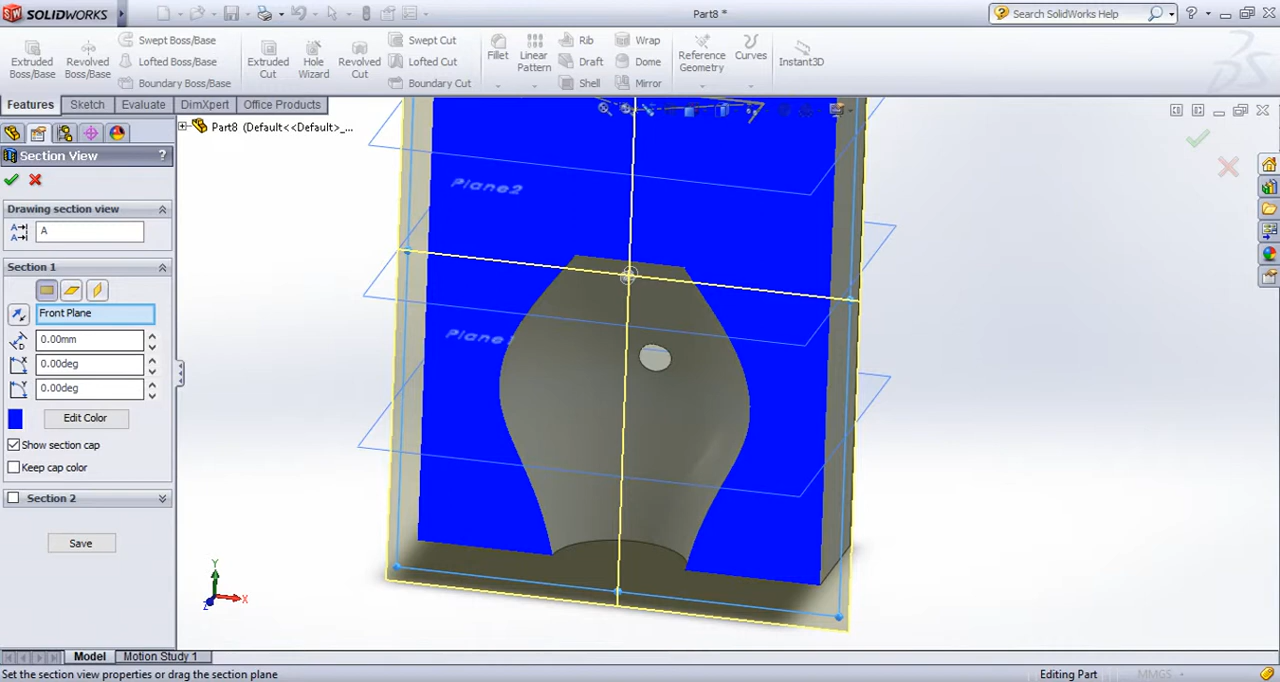 SOLIDWORKS
Part8 *
Search SolidWorks Help
Extruded Boss/Base
Revolved Boss/Base
Swept Boss/Base
Lofted Boss/Base
Boundary Boss/Base
Extruded Cut
Hole Wizard
Revolved Cut
Swept Cut
Lofted Cut
Boundary Cut
Fillet
Linear Pattern
Rib
Draft
Shell
Wrap
Dome
Mirror
Reference Geometry
Curves
Instant3D
Features
Sketch
Evaluate
DimXpert
Office Products
Part8 (Default<<Default>_...
Section View
?
Drawing section view
A
Section 1
Front Plane
0.00mm
0.00deg
0.00deg
Edit Color
Show section cap
Keep cap color
Section 2
Save
Plane2
Plane1
Y
X
Z
Model
Motion Study 1
Set the section view properties or drag the section plane
Editing Part
MMGS